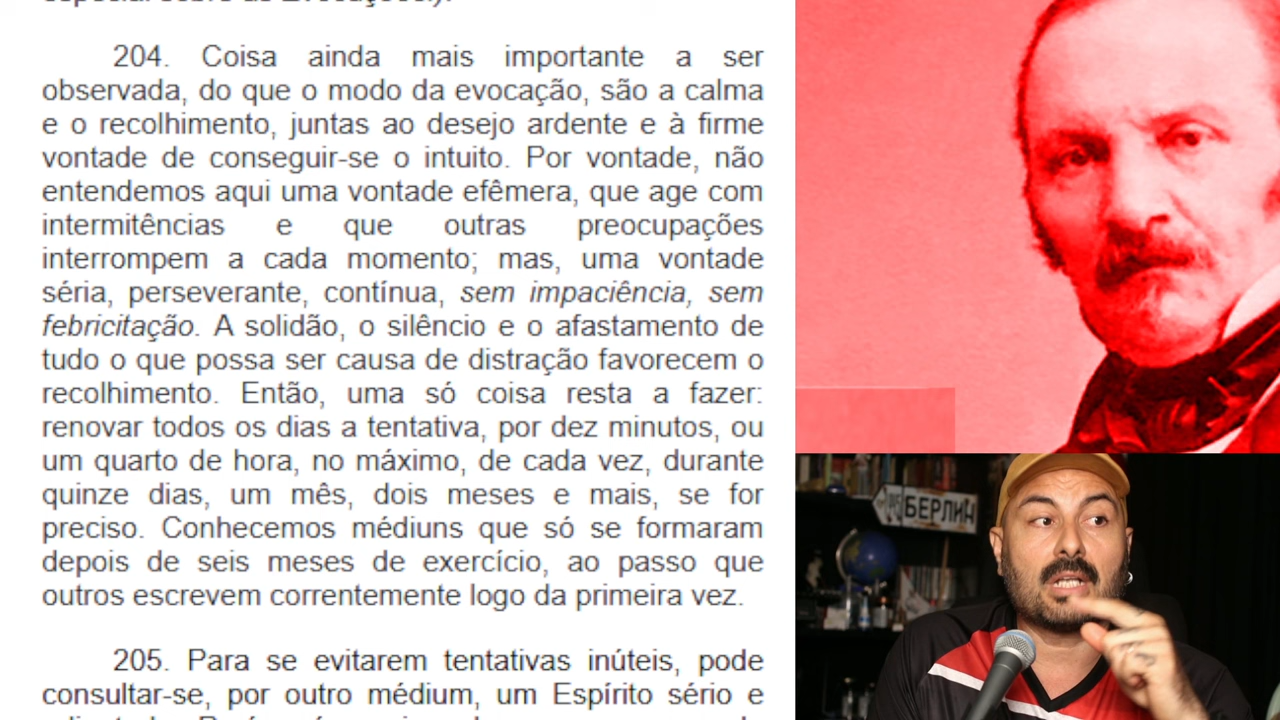 204. Coisa ainda mais importante a ser
observada, do que o modo da evocação, são a calma
e o recolhimento, juntas ao desejo ardente e à firme
vontade de conseguir-se o intuito. Por vontade, não
entendemos aqui uma vontade efêmera, que age com
intermitências e que outras preocupações
interrompem a cada momento; mas, uma vontade
séria, perseverante, contínua, sem impaciência, sem
febricitação. A solidão, o silêncio e o afastamento de
tudo o que possa ser causa de distração favorecem o
recolhimento. Então, uma só coisa resta a fazer:
renovar todos os dias a tentativa, por dez minutos, ou
um quarto de hora, no máximo, de cada vez, durante
quinze dias, um mês, dois meses e mais, se for
preciso. Conhecemos médiuns que só se formaram
depois de seis meses de exercício, ao passo que
outros escrevem correntemente logo da primeira vez.
205. Para se evitarem tentativas inúteis, pode
consultar-se, por outro médium, um Espírito sério e
БЕРЛИН